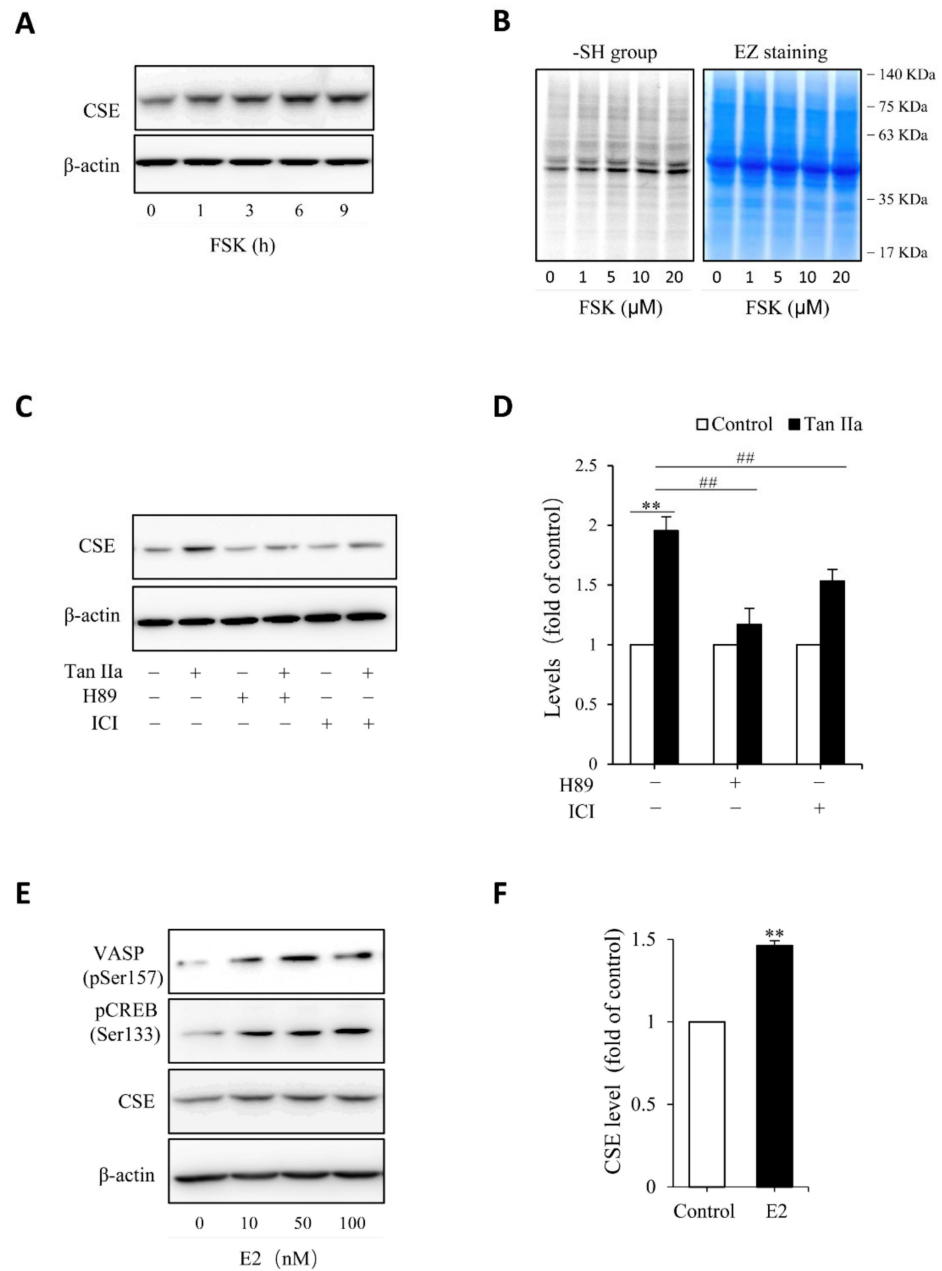 A
CSE
β-actin
0 1 3 6 9
FSK (h)
B
-SH group EZ staining
– 140 KDa
– 75 KDa
– 63 KDa
– 35 KDa
– 17 KDa
0 1 5 10 20 0 1 5 10 20
FSK (μM) FSK (μM)
C
CSE
β-actin
Tan IIa − + − + − +
H89 − − + + − −
ICI − − − − + +
D
Control Tan IIa
Levels (fold of control)
2.5
2
1.5
1
0.5
0
##
##
**
H89 − + −
ICI − − +
E
VASP
(pSer157)
pCREB
(Ser133)
CSE
β-actin
0 10 50 100
E2 (nM)
F
CSE level (fold of control)
1.5
1
0.5
0
**
Control E2